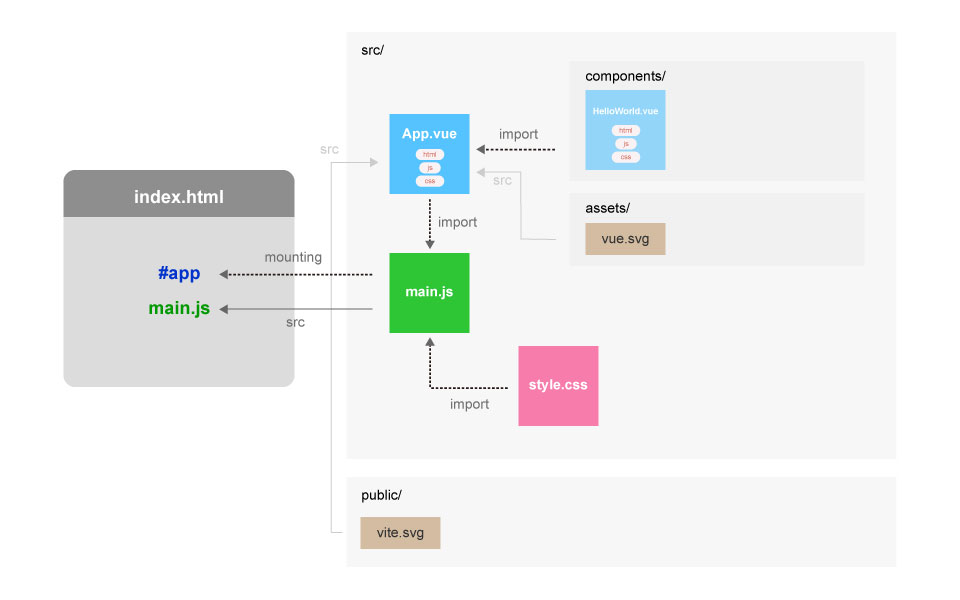 src/
components/
HelloWorld.vue
html
js
css
App.vue
html
js
css
import
src
src
assets/
vue.svg
index.html
import
#app
mounting
main.js
main.js
src
style.css
import
public/
vite.svg